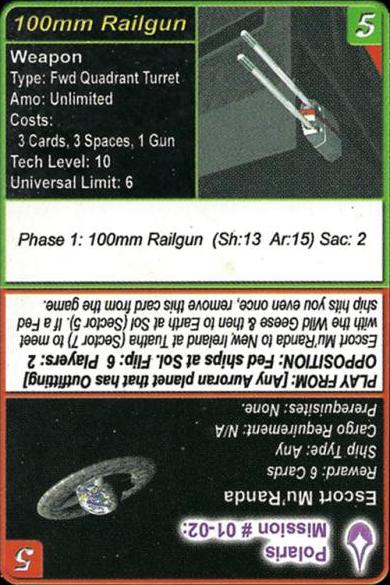 100mm Railgun
5
Weapon
Type: Fwd Quadrant Turret
Amo: Unlimited
Costs:
3 Cards, 3 Spaces, 1 Gun
Tech Level: 10
Universal Limit: 6
Phase 1: 100mm Railgun (Sh:13 Ar:15) Sac: 2
5
Polaris
Mission # 01-02:
Escort Mu'Randa
Reward: 6 Cards
Ship Type: Any
Cargo Requirement: N/A
Prerequisites: None.
PLAY FROM: [Any Auroran planet that has Outfitting]
OPPOSITION: Fed ships at Sol. Flip: 6 Players: 2
Escort Mu'Randa to New Ireland at Tuatha (Sector 7) to meet
with the Wild Geese & then to Earth at Sol (Sector 5). If a Fed
ship hits you even once, remove this card from the game.